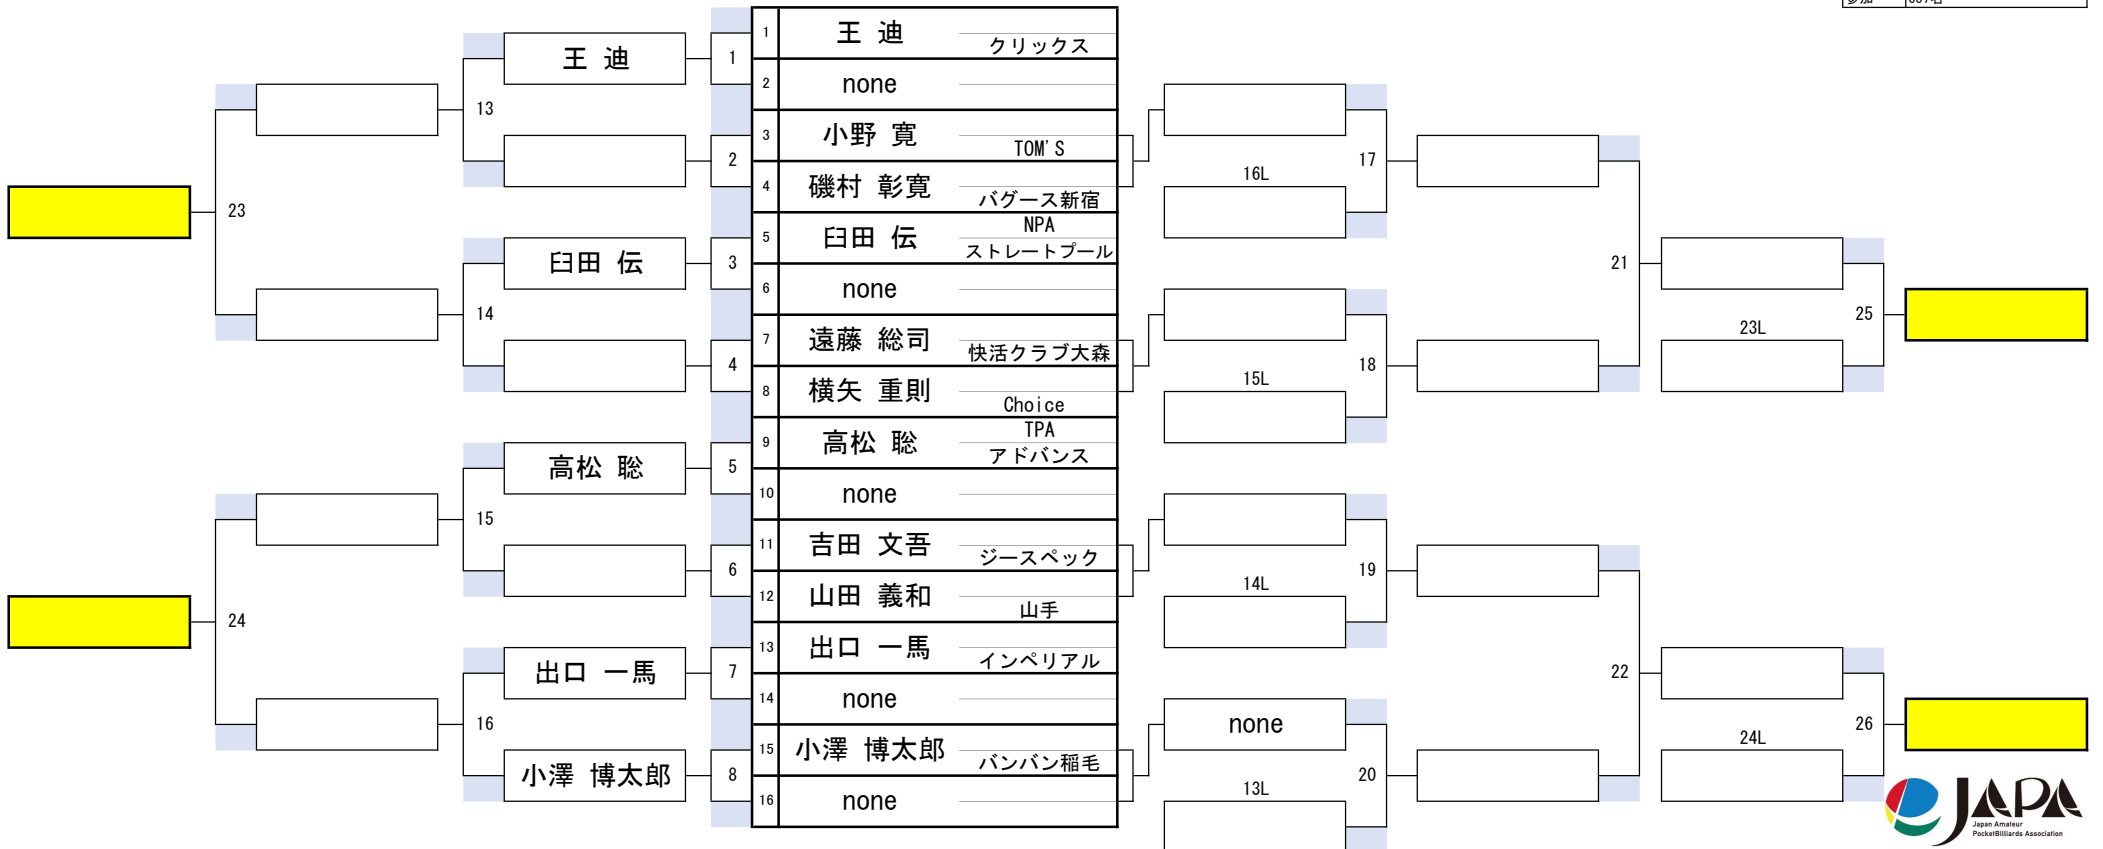 1 王 迪 クリックス
2 none
3 小野 寛 TOM'S
4 磯村 彰寛 バグース新宿
5 臼田 伝 NPA
ストレートプール
6 none
7 遠藤 総司 快活クラブ大森
8 横矢 重則 Choice
9 高松 聡 TPA
アドバンス
10 none
11 吉田 文吾 ジースペック
12 山田 義和 山手
13 出口 一馬 インペリアル
14 none
15 小澤 博太郎 バンバン稲毛
16 none
王 迪 1
13
2
23
臼田 伝 3
14
4
高松 聡 5
15
6
24
出口 一馬 7
16
小澤 博太郎 8
17
16L
21
18
15L
23L
25
19
14L
22
none
20
13L
24L
26
JAPA
Japan Amateur
PocketBilliards Association